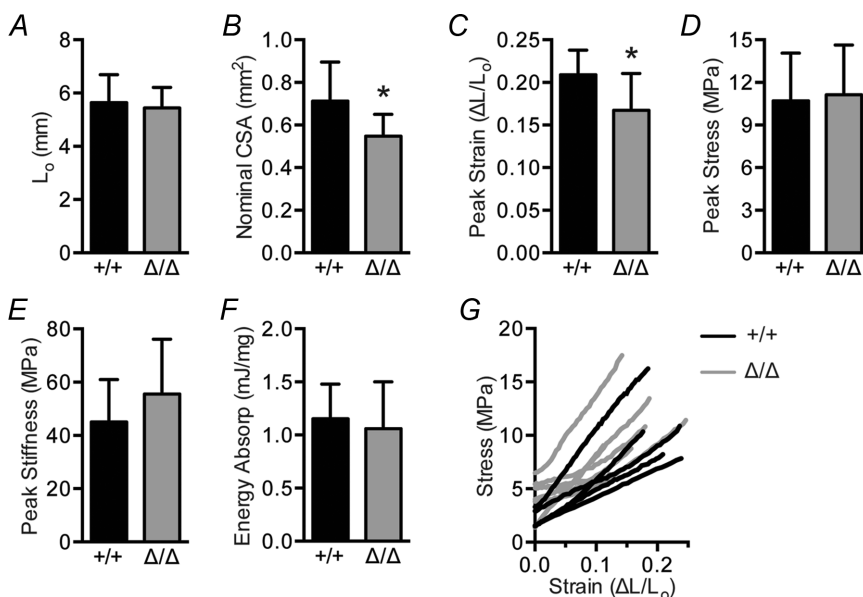 A
8
6
4
2
0
Lo (mm)
+/+ Δ/Δ
B
1.0
0.8
0.6
0.4
0.2
0.0
Nominal CSA (mm²)
*
+/+ Δ/Δ
C
0.25
0.20
0.15
0.10
0.05
0.00
Peak Strain (ΔL/Lo)
*
+/+ Δ/Δ
D
15
12
9
6
3
0
Peak Stress (MPa)
+/+ Δ/Δ
E
80
60
40
20
0
Peak Stiffness (MPa)
+/+ Δ/Δ
F
2.0
1.5
1.0
0.5
0.0
Energy Absorp (mJ/mg)
+/+ Δ/Δ
G
20
15
10
5
0
Stress (MPa)
0.0 0.1 0.2
Strain (ΔL/Lo)
+/+
Δ/Δ